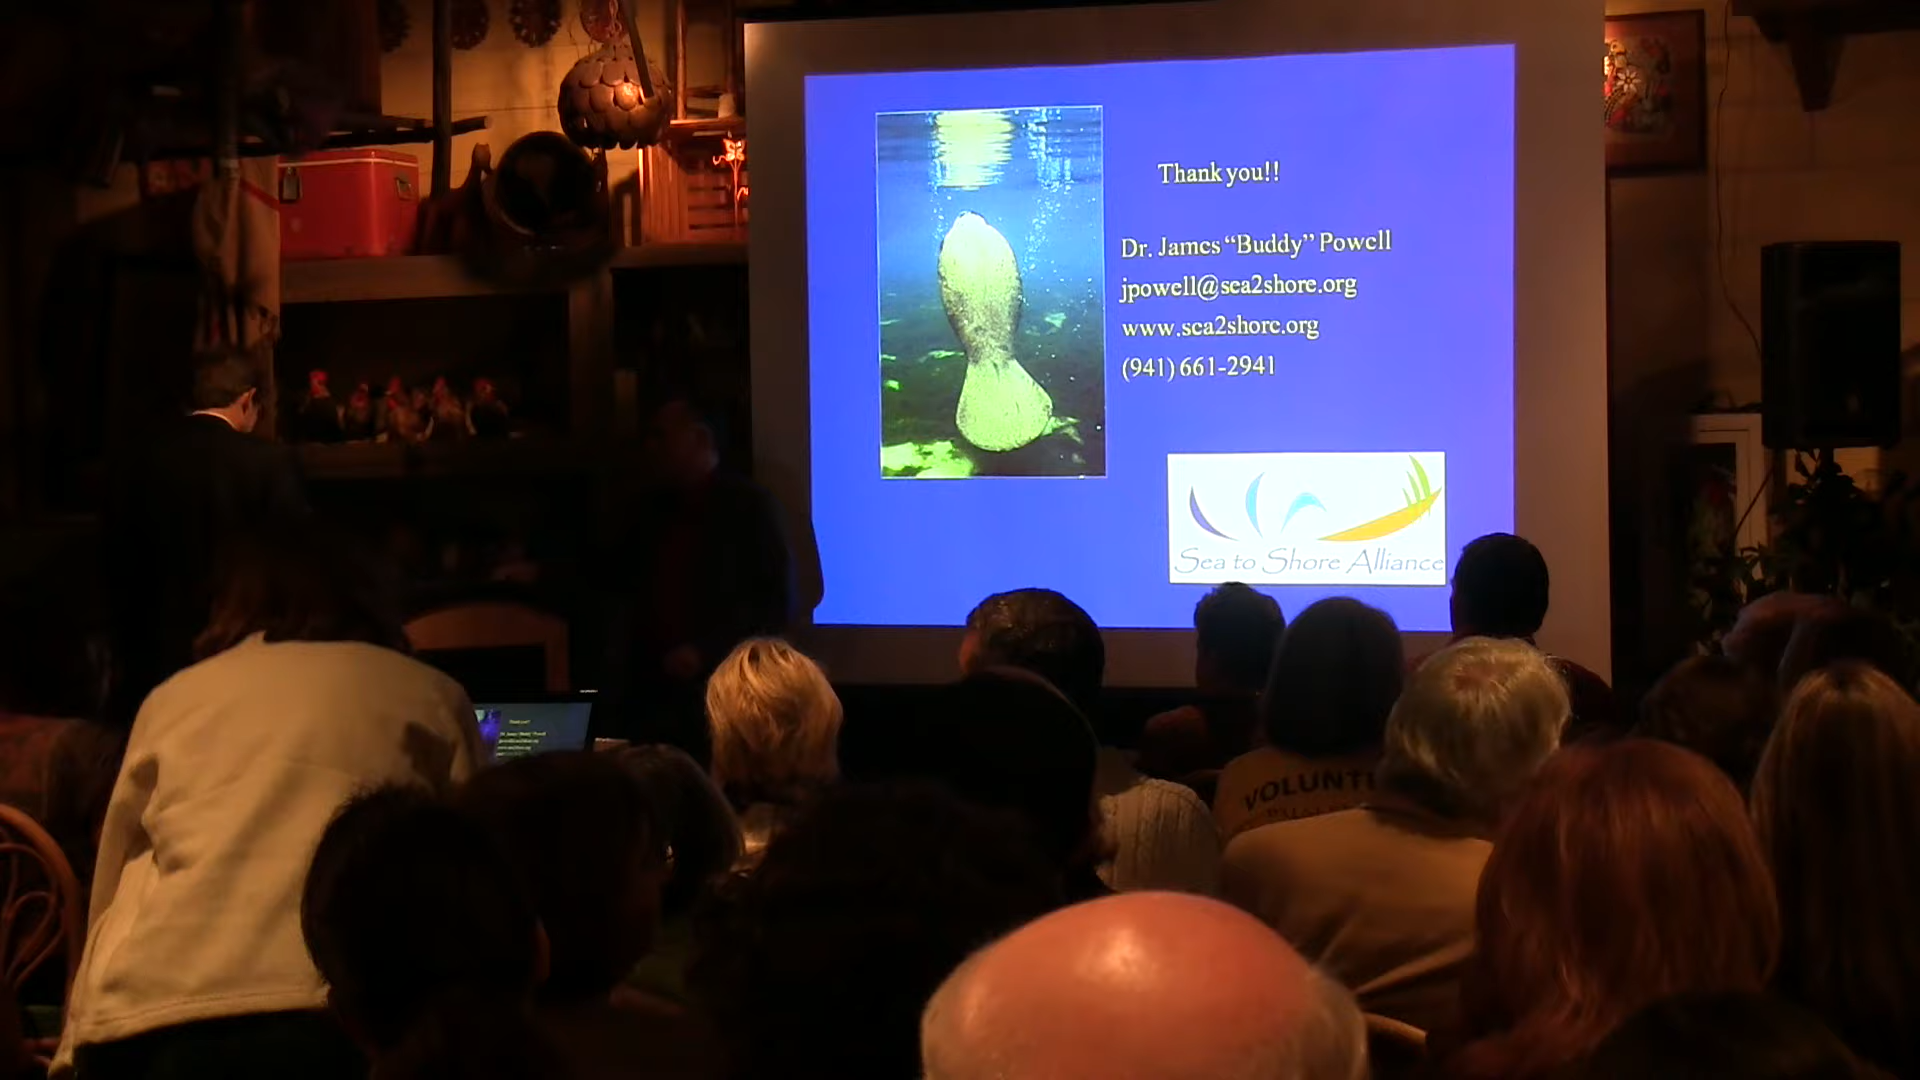 Thank you!!
Dr. James “Buddy” Powell
jpowell@sea2shore.org
www.sea2shore.org
(941) 661-2941
Sea to Shore Alliance
VOLUNTE